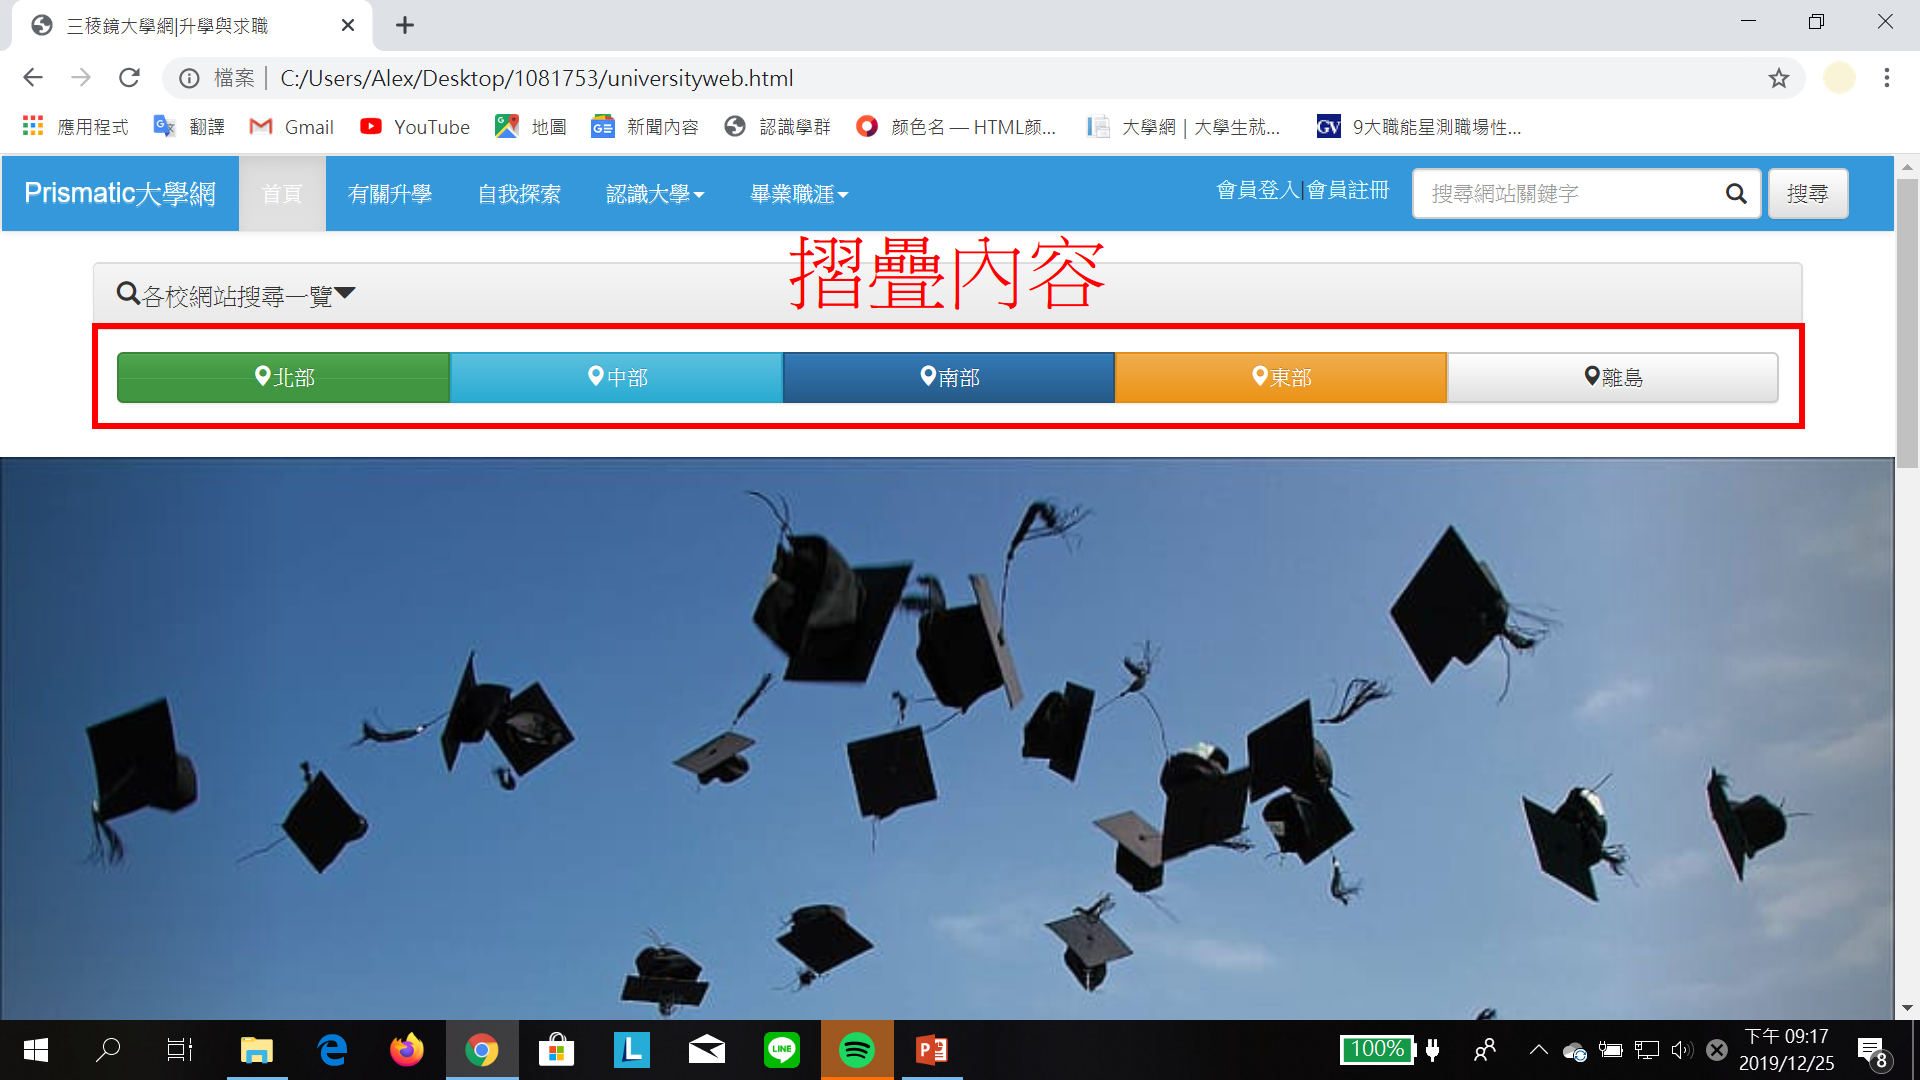 三稜鏡大學網|升學與求職
檔案 C:/Users/Alex/Desktop/1081753/universityweb.html
應用程式 翻譯 Gmail YouTube 地圖 新聞內容 認識學群 颜色名 — HTML颜... 大學網 | 大學生就... GV 9大職能星測職場性...
Prismatic大學網 首頁 有關升學 自我探索 認識大學 畢業職涯 會員登入|會員註冊 搜尋網站關鍵字 搜尋
摺疊內容
各校網站搜尋一覽
北部 中部 南部 東部 離島
100% 下午 09:17
2019/12/25
8